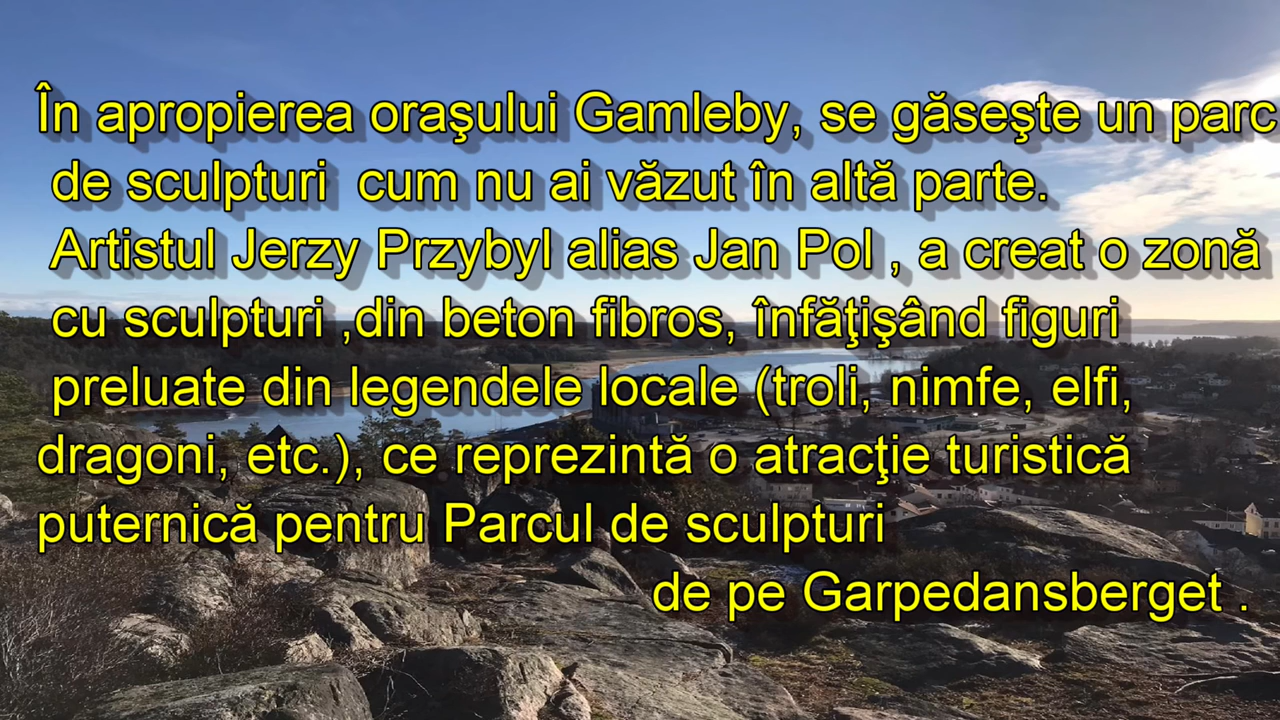 În apropierea oraşului Gamleby, se găseşte un parc
de sculpturi cum nu ai văzut în altă parte.
Artistul Jerzy Przybyl alias Jan Pol , a creat o zonă
cu sculpturi ,din beton fibros, înfăţişând figuri
preluate din legendele locale (troli, nimfe, elfi,
dragoni, etc.), ce reprezintă o atracţie turistică
puternică pentru Parcul de sculpturi
de pe Garpedansberget .